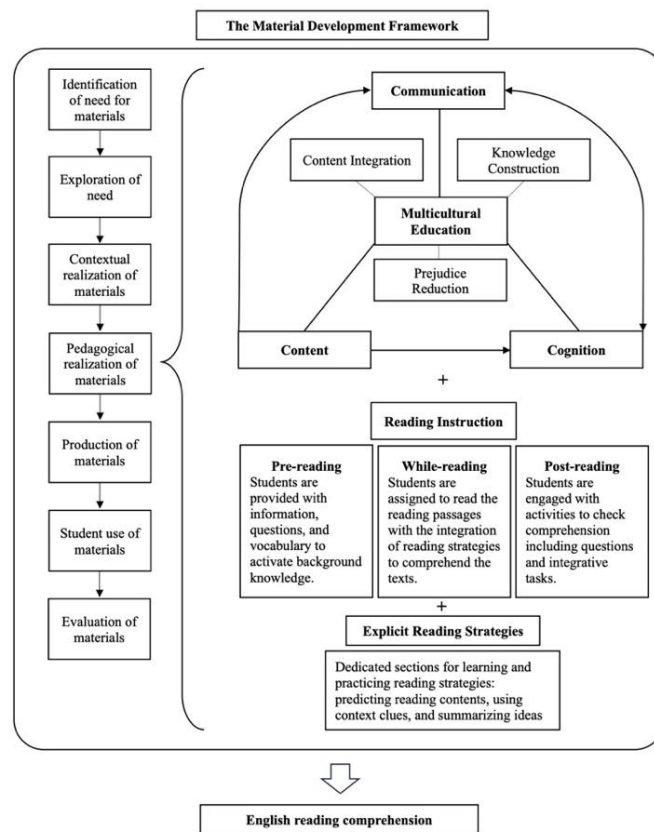 The Material Development Framework
Identification
of need for
materials
Exploration of
need
Contextual
realization of
materials
Pedagogical
realization of
materials
Production of
materials
Student use of
materials
Evaluation of
materials
Communication
Content Integration
Knowledge
Construction
Multicultural
Education
Prejudice
Reduction
Content
Cognition
+
Reading Instruction
Pre-reading
Students are
provided with
information,
questions, and
vocabulary to
activate background
knowledge.
While-reading
Students are
assigned to read the
reading passages
with the integration
of reading strategies
to comprehend the
texts.
Post-reading
Students are
engaged with
activities to check
comprehension
including questions
and integrative
tasks.
+
Explicit Reading Strategies
Dedicated sections for learning and
practicing reading strategies:
predicting reading contents, using
context clues, and summarizing ideas
English reading comprehension